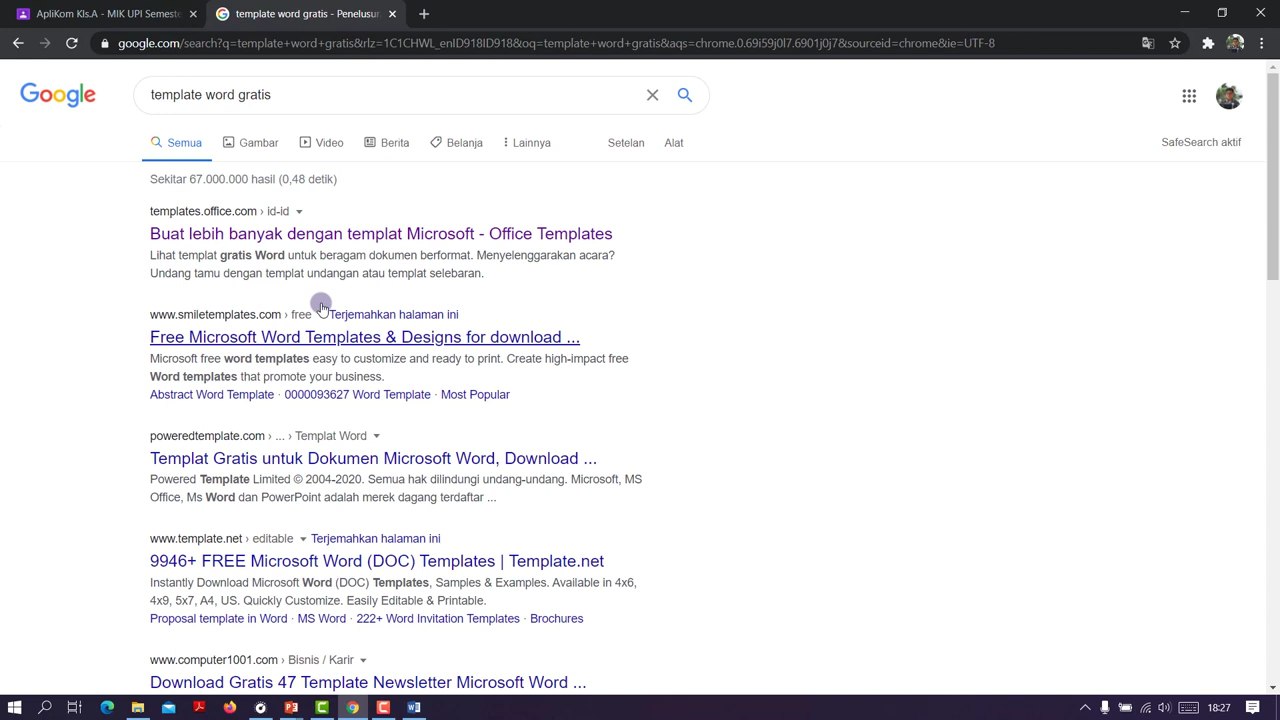 ApliKom Kls.A - MIK UPI Semeste
template word gratis - Penelusur
google.com/search?q=template+word+gratis&rlz=1C1CHWL_enID918ID918&oq=template+word+gratis&aqs=chrome.0.69i59j0l7.6901j0j7&sourceid=chrome&ie=UTF-8
Google
template word gratis
Semua
Gambar
Video
Berita
Belanja
Lainnya
Setelan
Alat
SafeSearch aktif
Sekitar 67.000.000 hasil (0,48 detik)
templates.office.com › id-id
Buat lebih banyak dengan templat Microsoft - Office Templates
Lihat templat gratis Word untuk beragam dokumen berformat. Menyelenggarakan acara?
Undang tamu dengan templat undangan atau templat selebaran.
www.smiletemplates.com › free Terjemahkan halaman ini
Free Microsoft Word Templates & Designs for download ...
Microsoft free word templates easy to customize and ready to print. Create high-impact free
Word templates that promote your business.
Abstract Word Template · 0000093627 Word Template · Most Popular
poweredtemplate.com › ... › Templat Word
Templat Gratis untuk Dokumen Microsoft Word, Download ...
Powered Template Limited © 2004-2020. Semua hak dilindungi undang-undang. Microsoft, MS
Office, Ms Word dan PowerPoint adalah merek dagang terdaftar ...
www.template.net › editable Terjemahkan halaman ini
9946+ FREE Microsoft Word (DOC) Templates | Template.net
Instantly Download Microsoft Word (DOC) Templates, Samples & Examples. Available in 4x6,
4x9, 5x7, A4, US. Quickly Customize. Easily Editable & Printable.
Proposal template in Word · MS Word · 222+ Word Invitation Templates · Brochures
www.computer1001.com › Bisnis / Karir
Download Gratis 47 Template Newsletter Microsoft Word ...
18:27